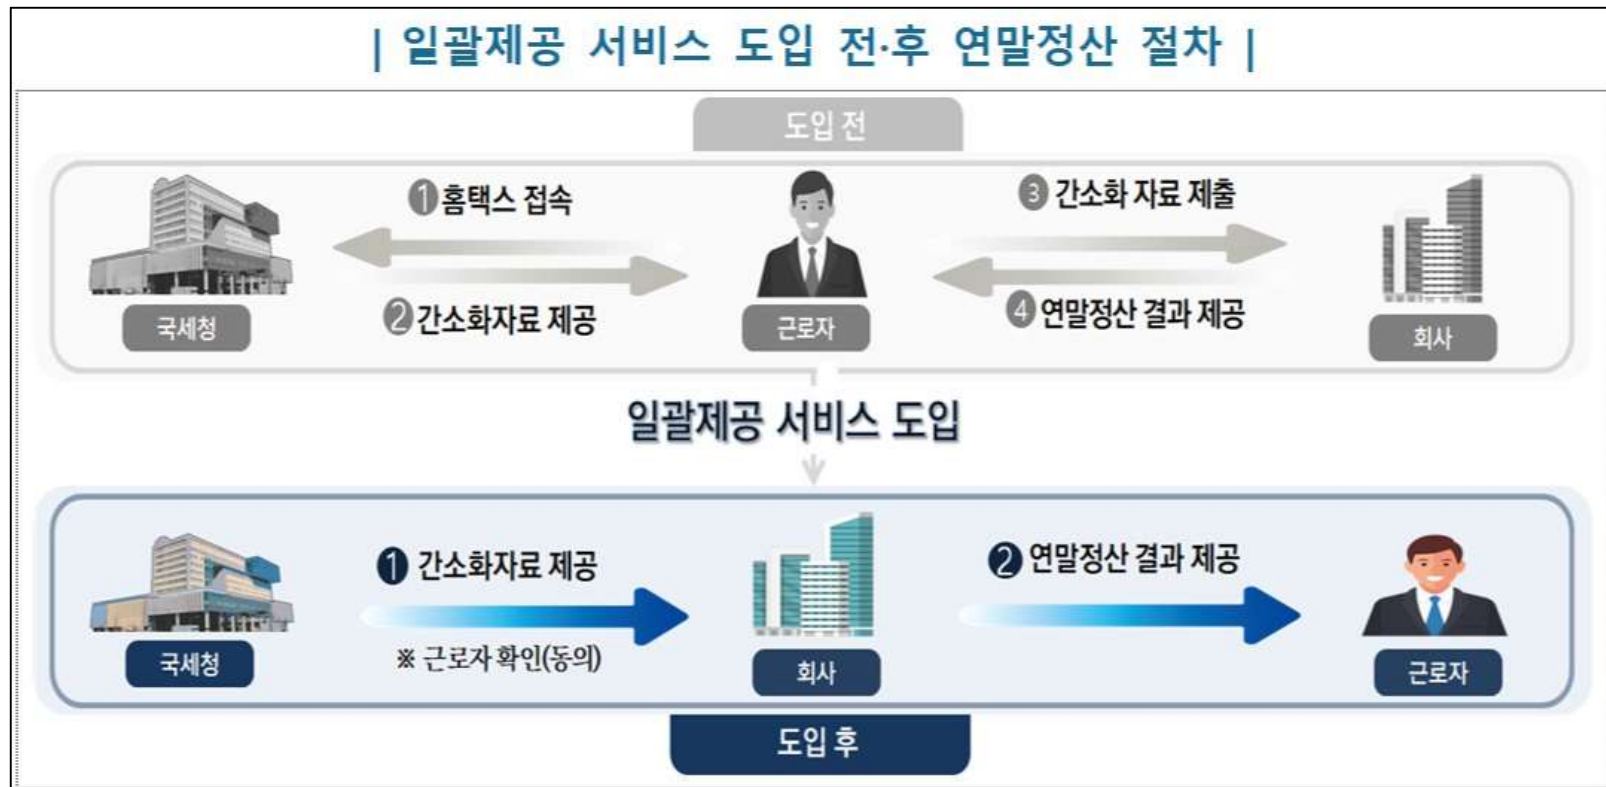 | 일괄제공 서비스 도입 전·후 연말정산 절차 |
도입 전
❶ 홈택스 접속
❷ 간소화자료 제공
❸ 간소화 자료 제출
❹ 연말정산 결과 제공
국세청
근로자
회사
일괄제공 서비스 도입
❶ 간소화자료 제공
※ 근로자 확인(동의)
❷ 연말정산 결과 제공
국세청
회사
근로자
도입 후